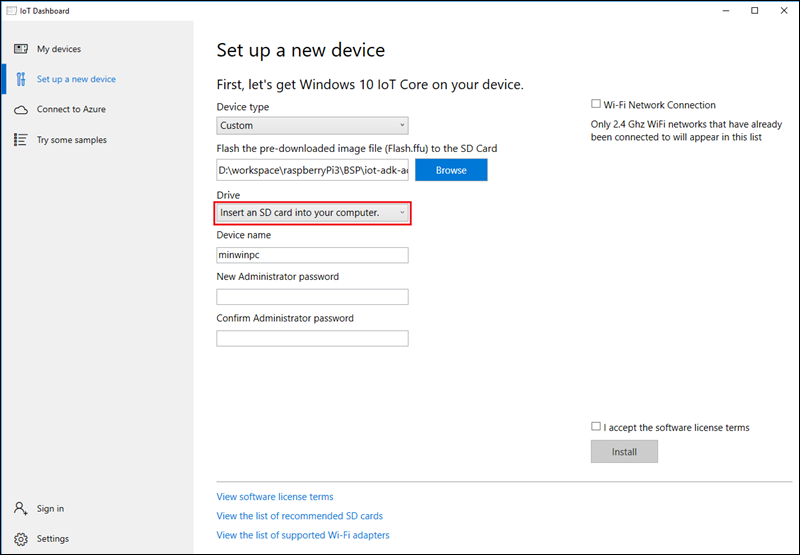 IoT Dashboard
My devices
Set up a new device
Connect to Azure
Try some samples
Sign in
Settings
Set up a new device
First, let's get Windows 10 IoT Core on your device.
Device type
Custom
Flash the pre-downloaded image file (Flash.ffu) to the SD Card
D:\workspace\raspberryPi3\BSP\iot-adk-ac
Browse
Drive
Insert an SD card into your computer.
Device name
minwinpc
New Administrator password
Confirm Administrator password
Wi-Fi Network Connection
Only 2.4 Ghz WiFi networks that have already
been connected to will appear in this list
I accept the software license terms
Install
View software license terms
View the list of recommended SD cards
View the list of supported Wi-Fi adapters